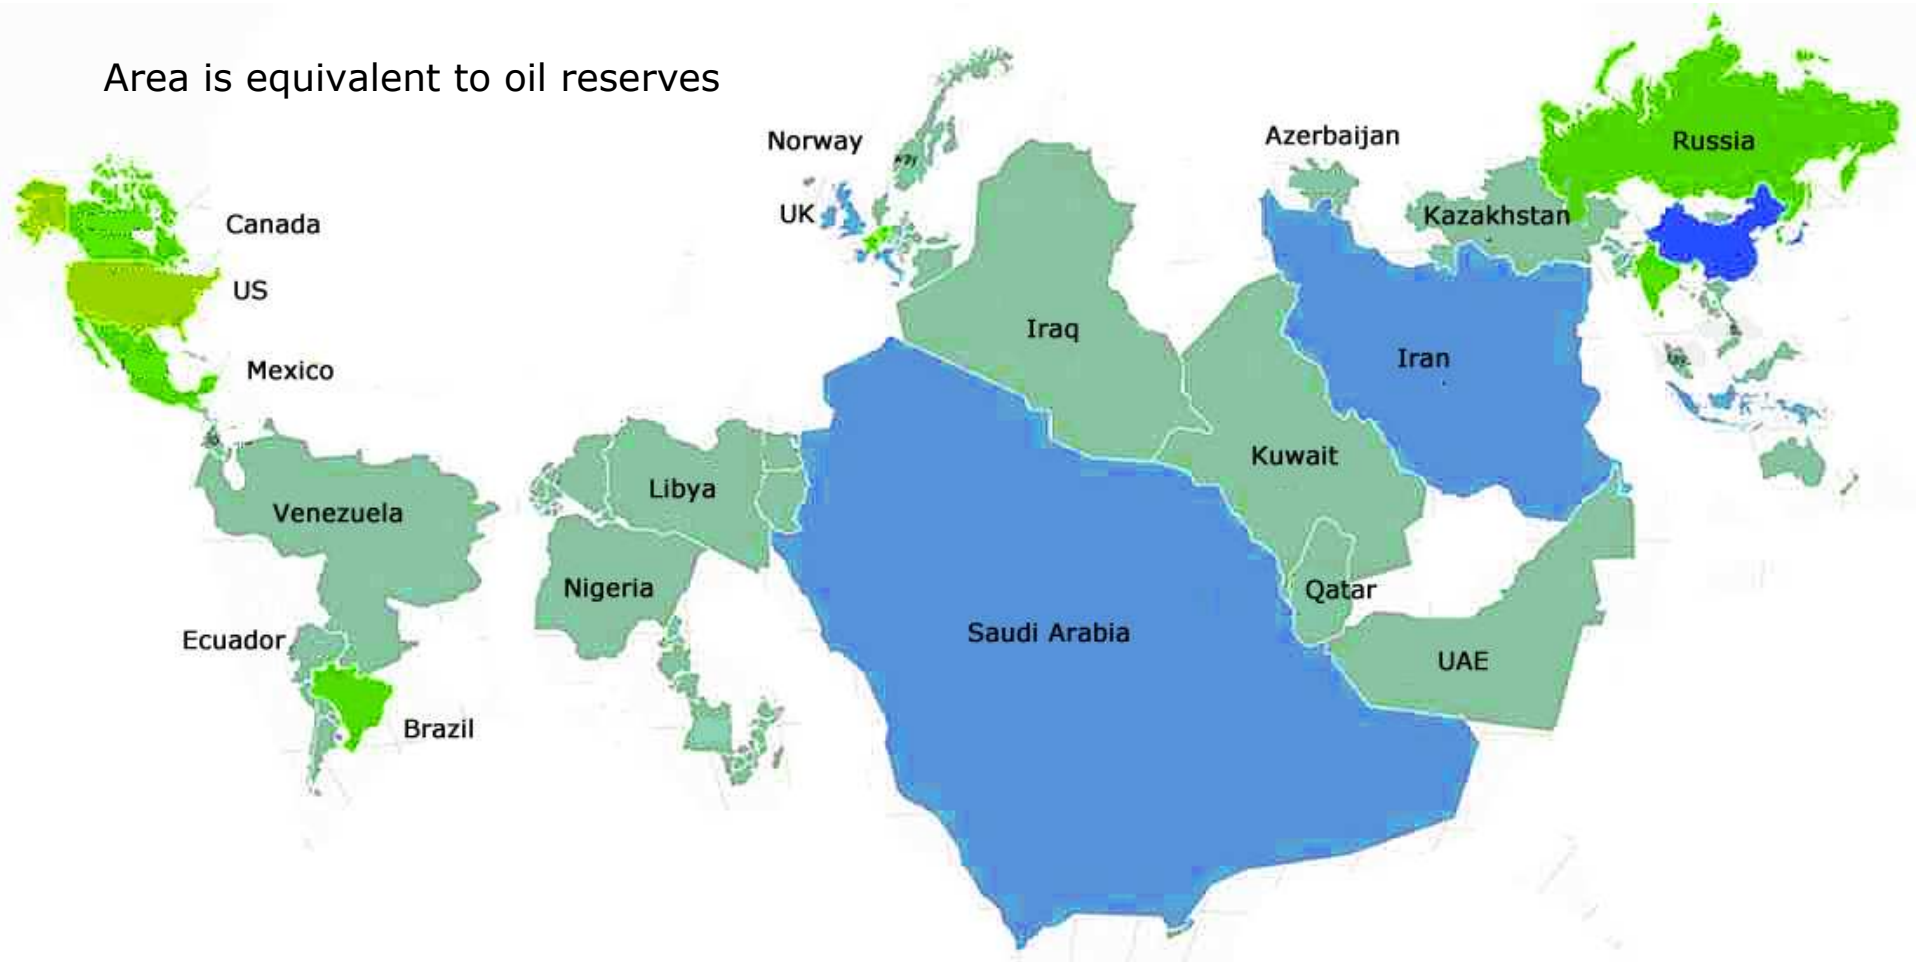 Area is equivalent to oil reserves
Norway
Azerbaijan
Russia
Canada
UK
Kazakhstan
US
Iraq
Iran
Mexico
Kuwait
Libya
Venezuela
Nigeria
Qatar
Saudi Arabia
Ecuador
UAE
Brazil